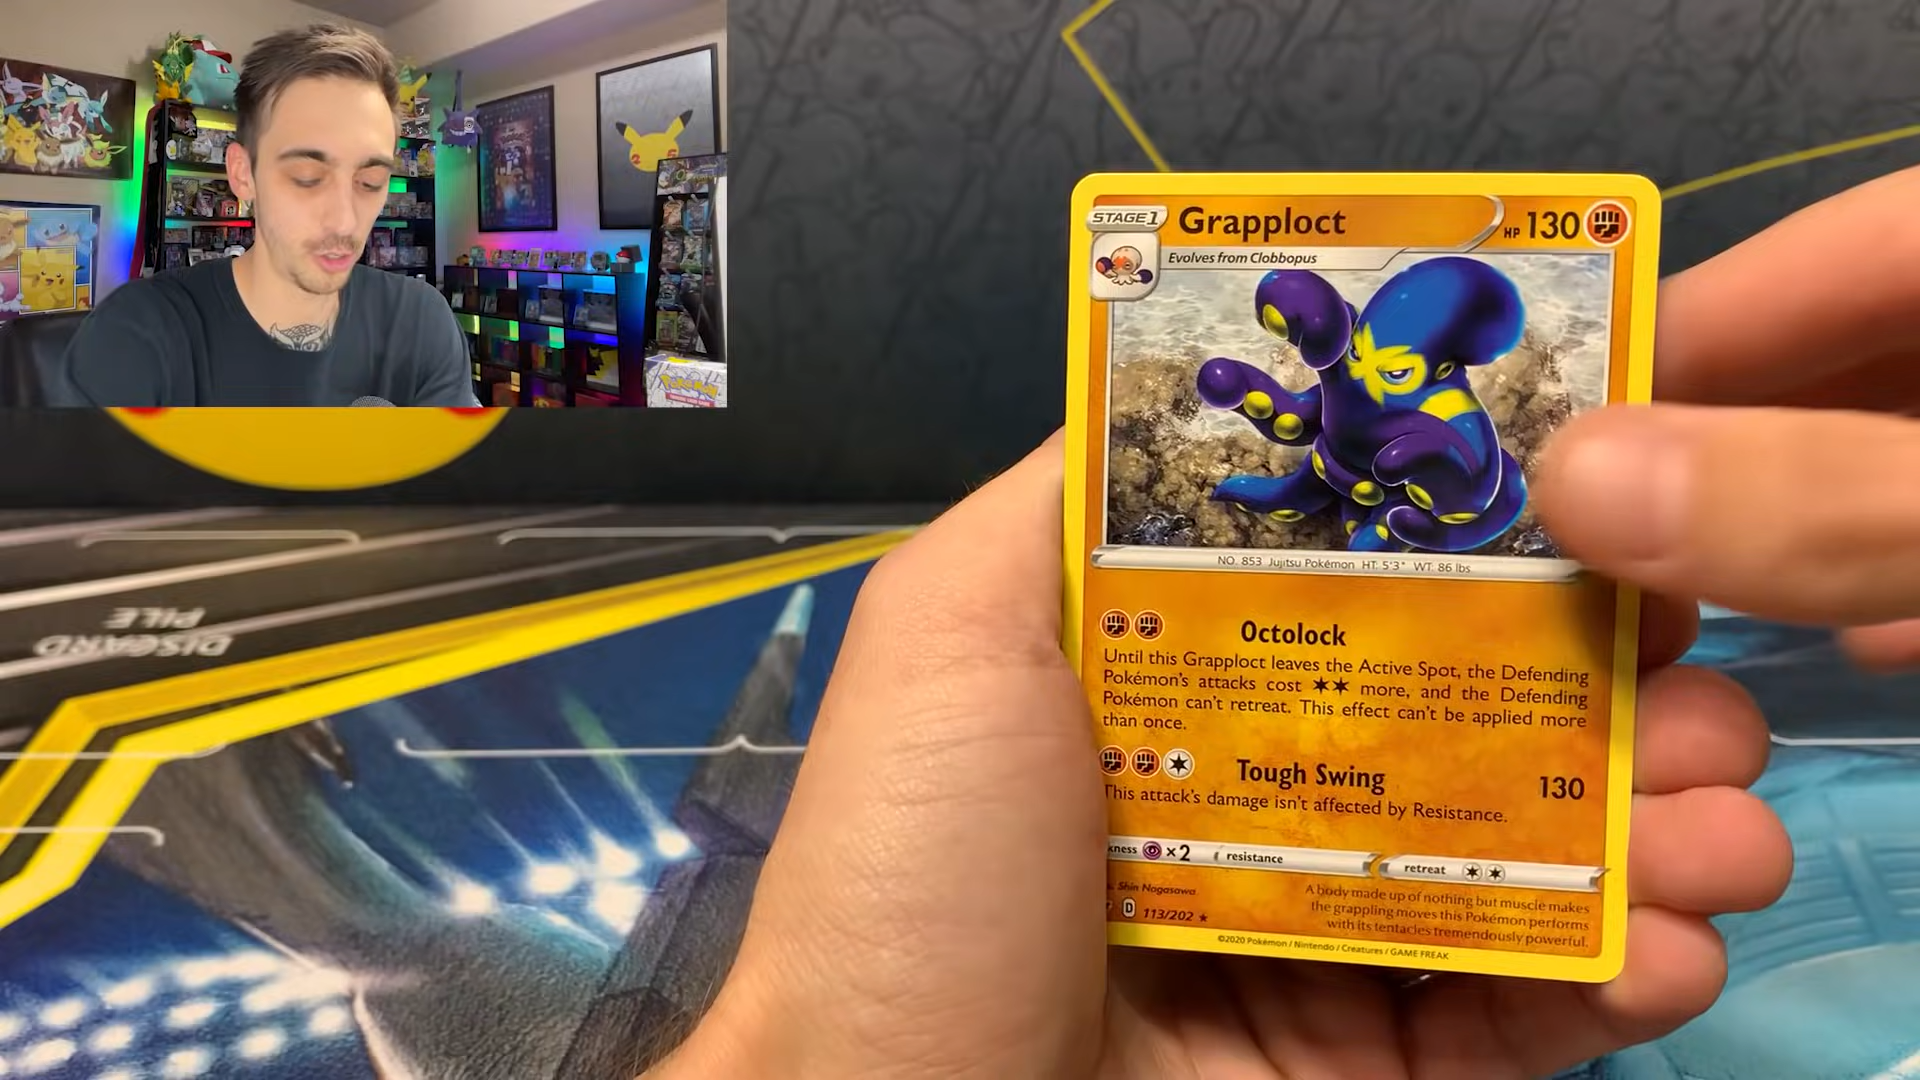 STAGE 1
Grapploct
HP 130
Evolves from Clobbopus
NO. 853 Jujitsu Pokémon HT: 5'3" WT: 86 lbs.
Octolock
Until this Grapploct leaves the Active Spot, the Defending
Pokémon's attacks cost ✶✶ more, and the Defending
Pokémon can't retreat. This effect can't be applied more
than once.
Tough Swing 130
This attack's damage isn't affected by Resistance.
×2
resistance
retreat
Shin Nagasawa
D 113/202 ★
A body made up of nothing but muscle makes
the grappling moves this Pokémon performs
with its tentacles tremendously powerful.
©2020 Pokémon / Nintendo / Creatures / GAME FREAK
DISCARD
PILE
Pokémon
25